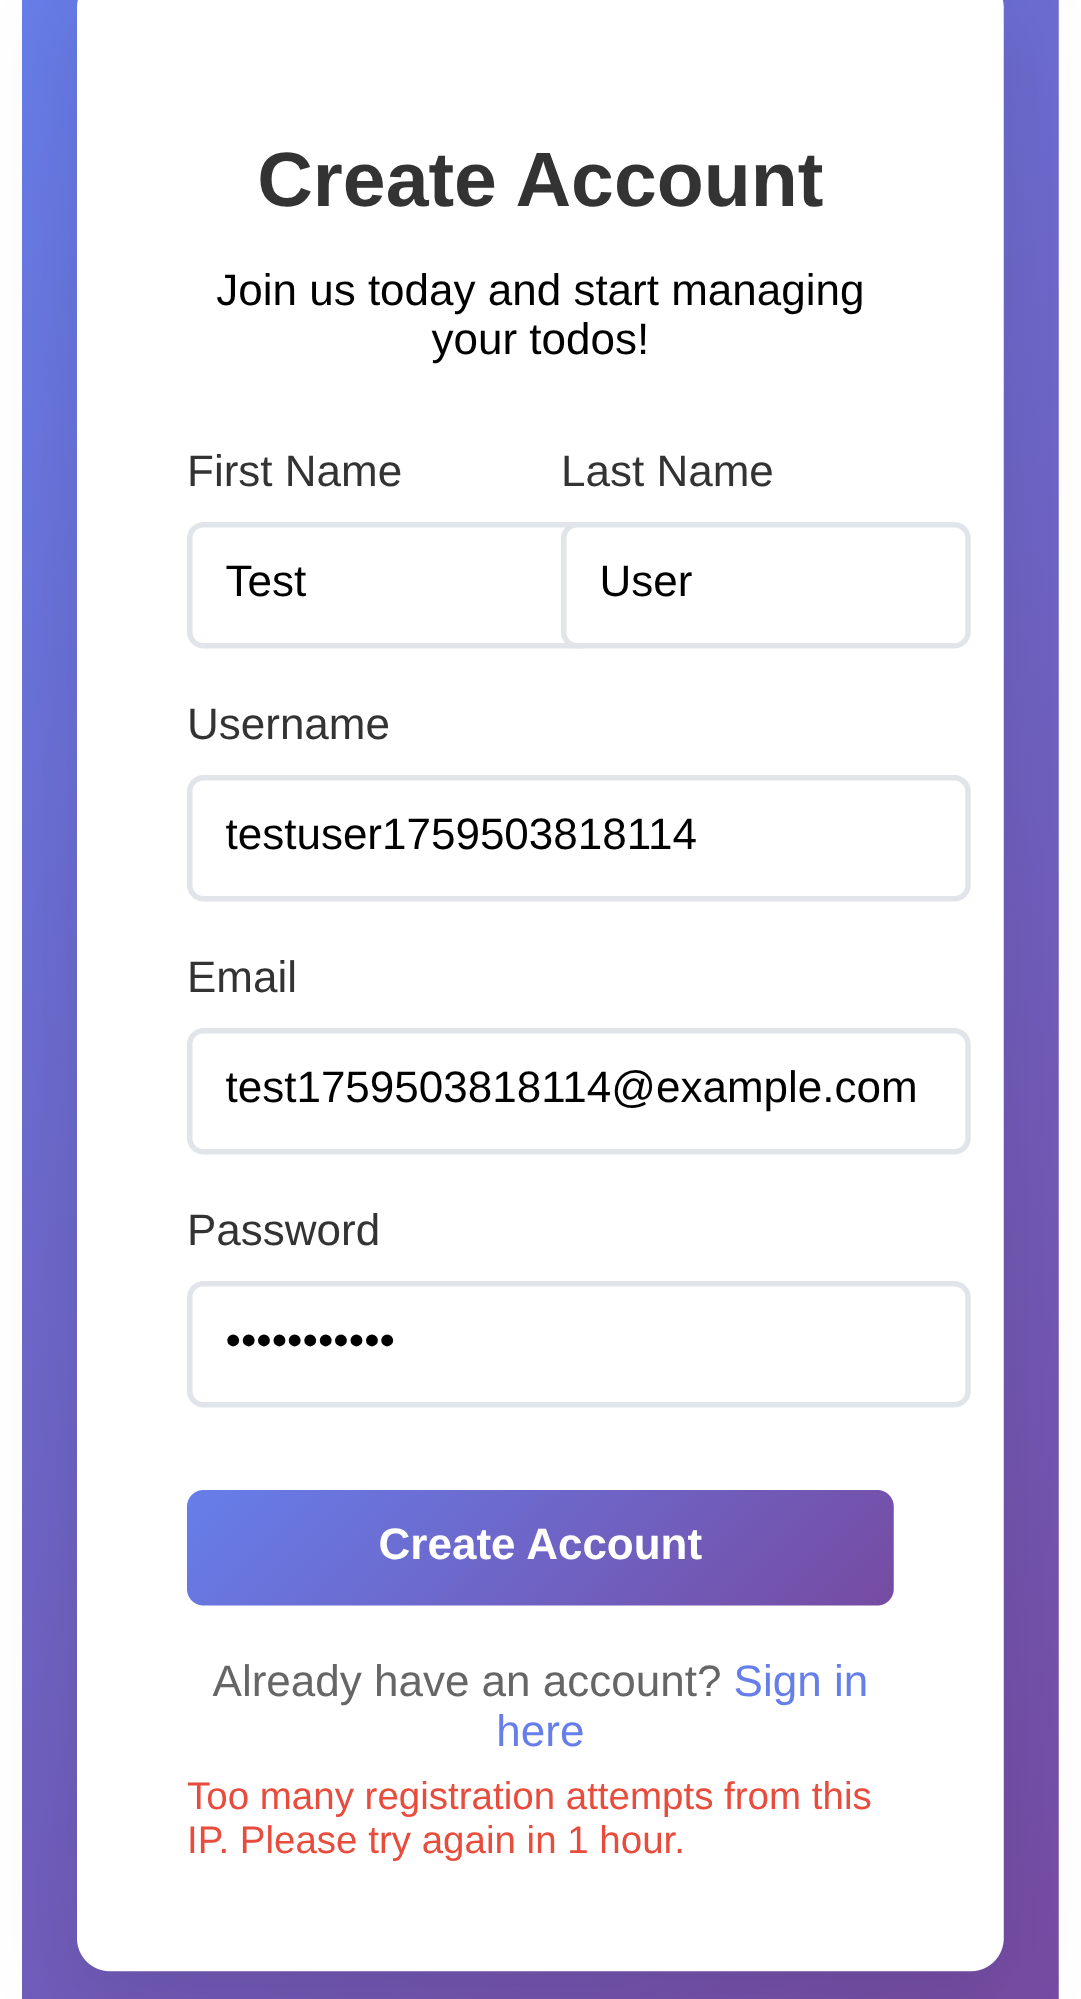 Create Account
Join us today and start managing
your todos!
First Name
Last Name
Test
User
Username
testuser1759503818114
Email
test1759503818114@example.com
Password
•••••••••••
Create Account
Already have an account? Sign in
here
Too many registration attempts from this
IP. Please try again in 1 hour.